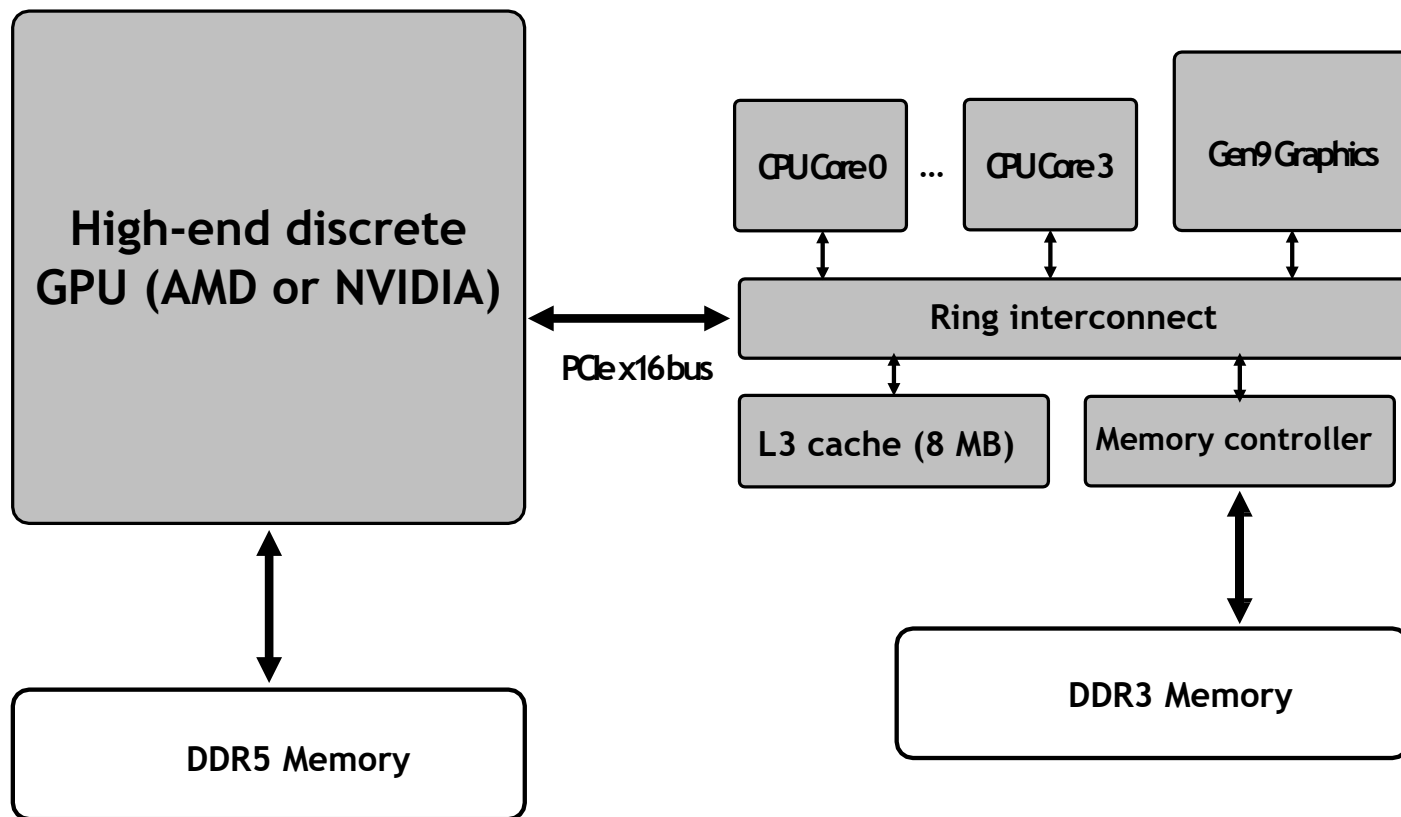 High-end discrete
GPU (AMD or NVIDIA)
CPU Core 0
...
CPU Core 3
Gen9 Graphics
Ring interconnect
PCIe x16 bus
L3 cache (8 MB)
Memory controller
DDR3 Memory
DDR5 Memory